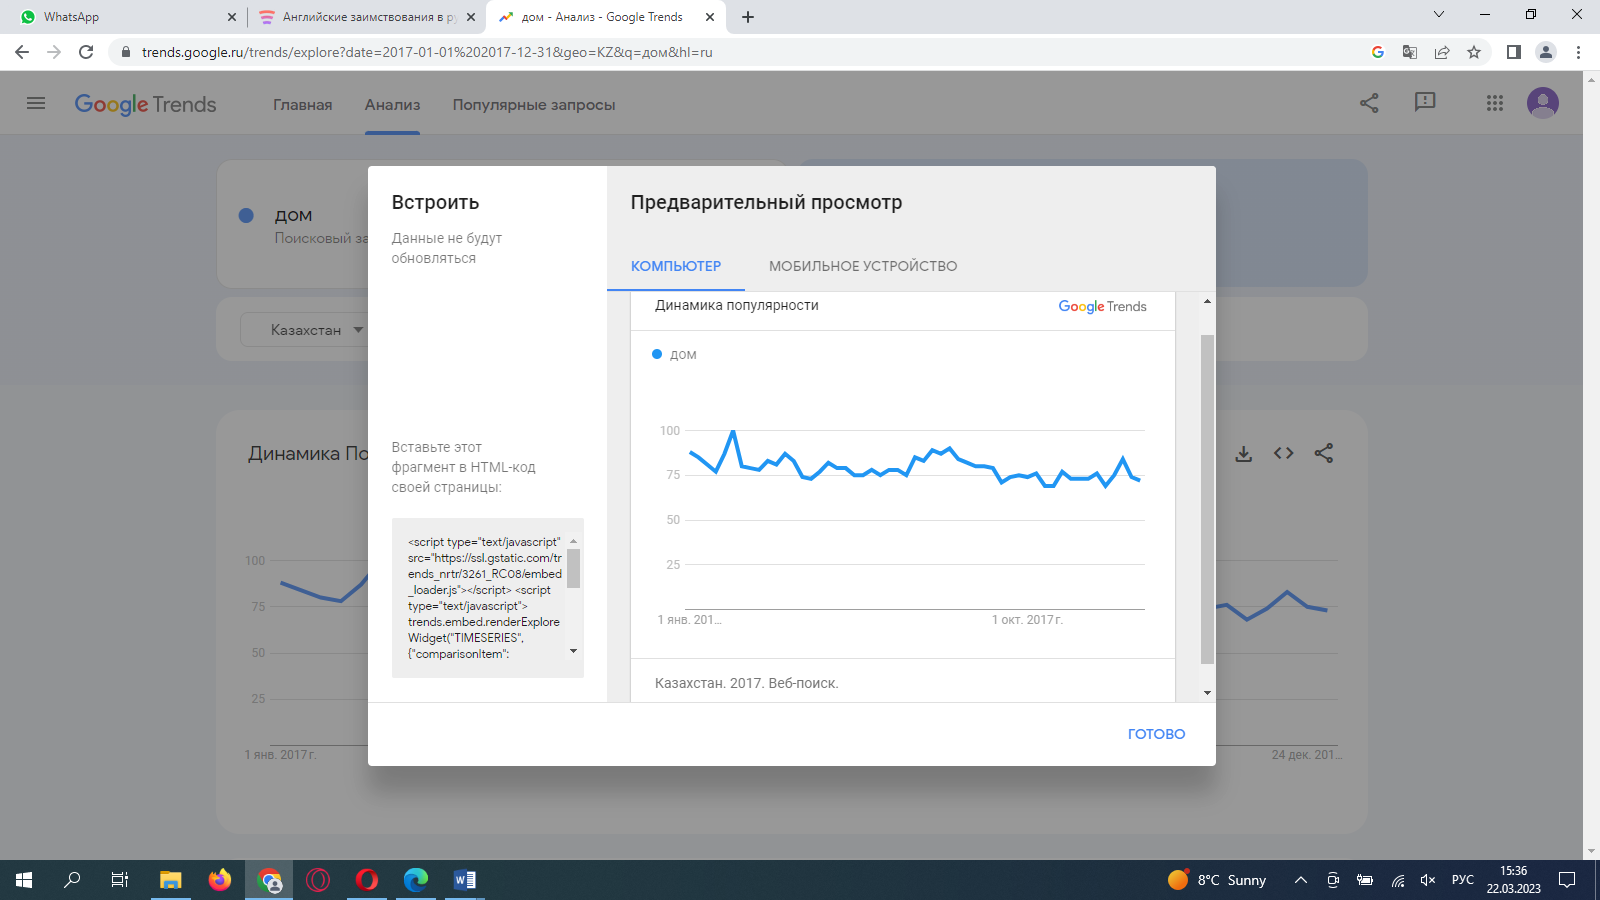 WhatsApp
Английские заимствования в ру
дом - Анализ - Google Trends
trends.google.ru/trends/explore?date=2017-01-01%202017-12-31&geo=KZ&q=дом&hl=ru
Google Trends
Главная
Анализ
Популярные запросы
дом
Поисковый за
Казахстан
Динамика По
100
75
50
25
1 янв. 2017 г.
24 дек. 201...
Встроить
Данные не будут
обновляться
Вставьте этот
фрагмент в HTML-код
своей страницы:
<script type="text/javascript"
src="https://ssl.gstatic.com/tr
ends_nrtr/3261_RC08/embed
_loader.js"></script> <script
type="text/javascript">
trends.embed.renderExplore
Widget("TIMESERIES",
{"comparisonItem":
Предварительный просмотр
КОМПЬЮТЕР
МОБИЛЬНОЕ УСТРОЙСТВО
Динамика популярности
Google Trends
дом
100
75
50
25
1 янв. 201...
1 окт. 2017 г.
Казахстан. 2017. Веб-поиск.
ГОТОВО
8°C Sunny
РУС
15:36
22.03.2023